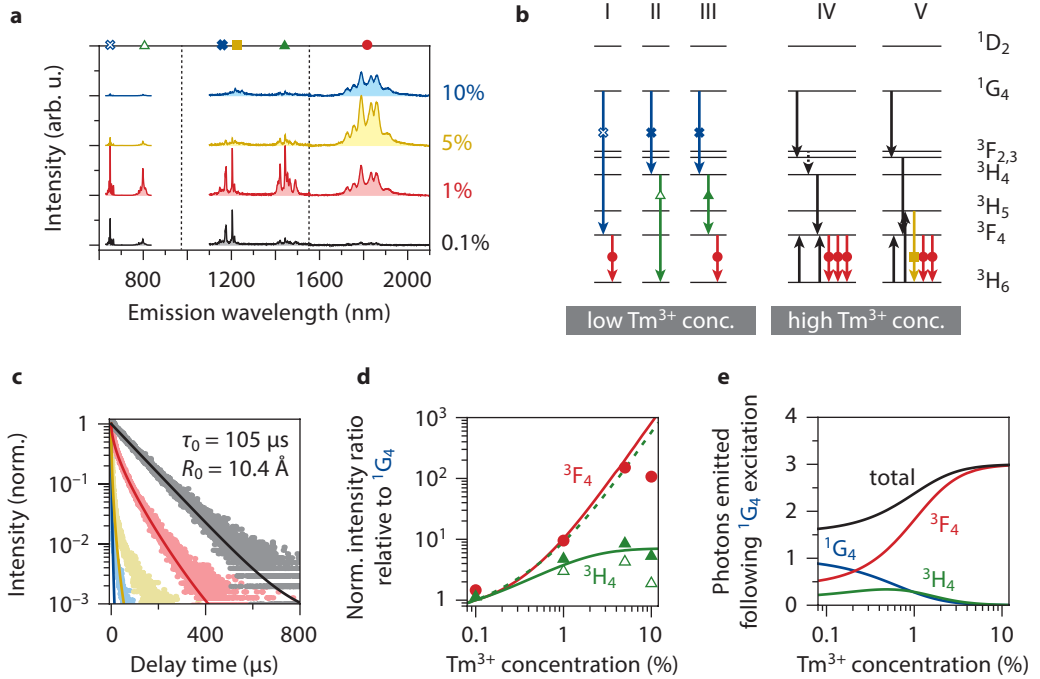 a
Intensity (arb. u.)
10%
5%
1%
0.1%
800
1200
1600
2000
Emission wavelength (nm)
b
I
II
III
IV
V
¹D₂
¹G₄
³F₂,₃
³H₄
³H₅
³F₄
³H₆
low Tm³⁺ conc.
high Tm³⁺ conc.
c
Intensity (norm.)
1
10⁻¹
10⁻²
10⁻³
τ₀ = 105 μs
R₀ = 10.4 Å
0
400
800
Delay time (μs)
d
Norm. intensity ratio
relative to ¹G₄
10³
10²
10¹
1
³F₄
³H₄
0.1
1
10
Tm³⁺ concentration (%)
e
Photons emitted
following ¹G₄ excitation
4
3
2
1
0
total
³F₄
¹G₄
³H₄
0.1
1
10
Tm³⁺ concentration (%)